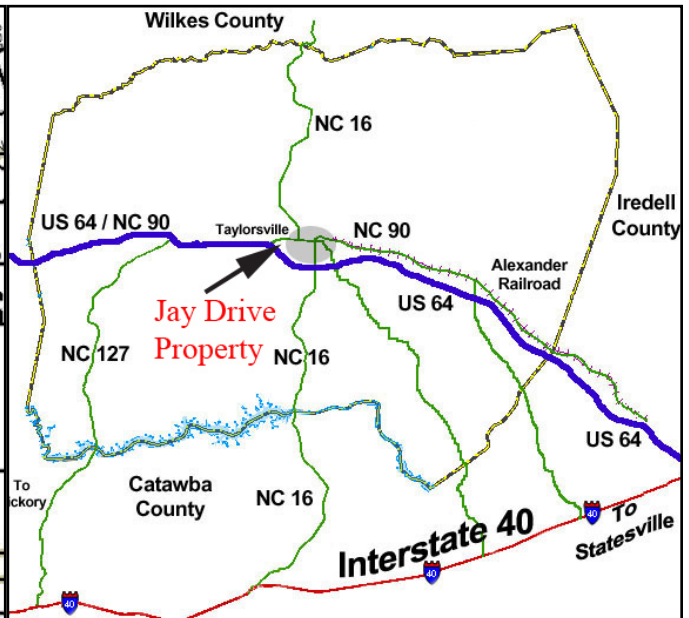 Wilkes County
NC 16
Iredell
County
US 64 / NC 90
Taylorsville
NC 90
Alexander
Railroad
US 64
Jay Drive
Property
NC 127
NC 16
US 64
To
ickory
Catawba
County
NC 16
Interstate 40
40
To
Statesville
40
40